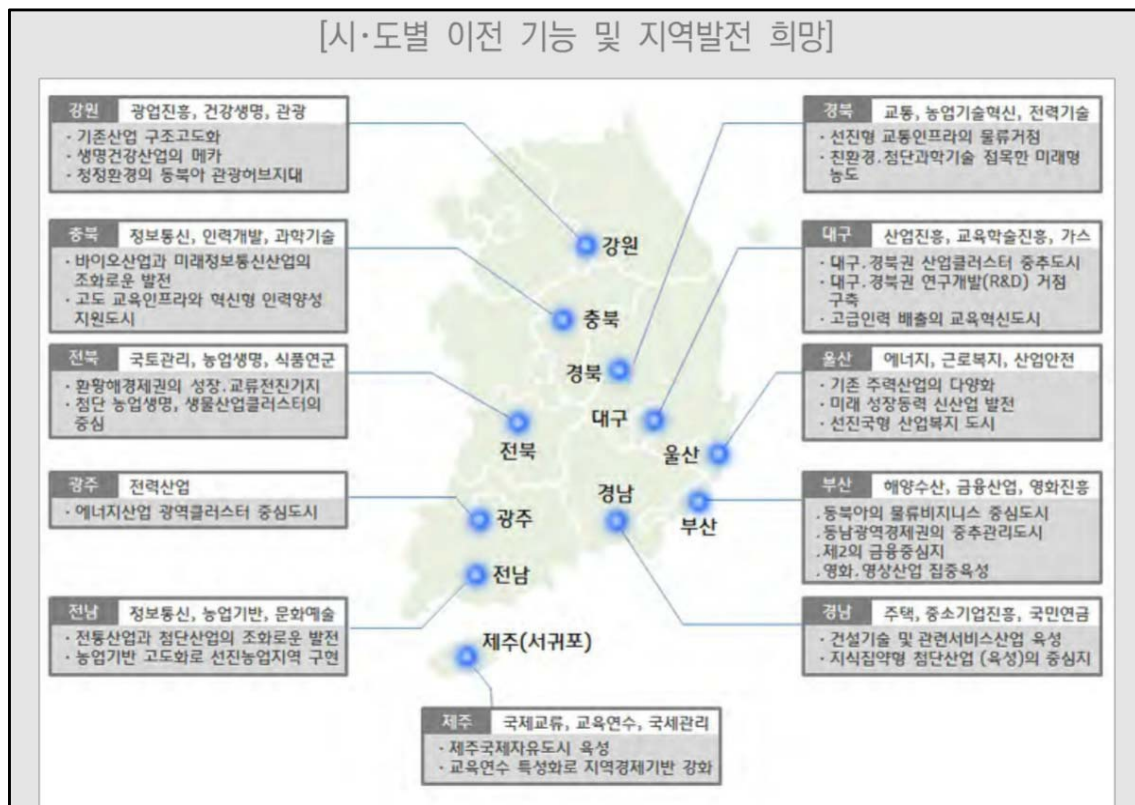 [시·도별 이전 기능 및 지역발전 희망]
강원 광업진흥, 건강생명, 관광
· 기존산업 구조고도화
· 생명건강산업의 메카
· 청정환경의 동북아 관광허브지대
충북 정보통신, 인력개발, 과학기술
· 바이오산업과 미래정보통신산업의
조화로운 발전
· 고도 교육인프라와 혁신형 인력양성
지원도시
전북 국토관리, 농업생명, 식품연군
· 환황해경제권의 성장.교류전진기지
· 첨단 농업생명, 생물산업클러스터의
중심
광주 전력산업
· 에너지산업 광역클러스터 중심도시
전남 정보통신, 농업기반, 문화예술
· 전통산업과 첨단산업의 조화로운 발전
· 농업기반 고도화로 선진농업지역 구현
경북 교통, 농업기술혁신, 전력기술
· 선진형 교통인프라의 물류거점
· 친환경.첨단과학기술 접목한 미래형
농도
대구 산업진흥, 교육학술진흥, 가스
· 대구.경북권 산업클러스터 중추도시
· 대구.경북권 연구개발(R&D) 거점
구축
· 고급인력 배출의 교육혁신도시
울산 에너지, 근로복지, 산업안전
· 기존 주력산업의 다양화
· 미래 성장동력 신산업 발전
· 선진국형 산업복지 도시
부산 해양수산, 금융산업, 영화진흥
.동북아의 물류비지니스 중심도시
.동남광역경제권의 중추관리도시
.제2의 금융중심지
.영화.영상산업 집중육성
경남 주택, 중소기업진흥, 국민연금
· 건설기술 및 관련서비스산업 육성
· 지식집약형 첨단산업 (육성)의 중심지
강원
충북
경북
대구
전북
울산
경남
부산
광주
전남
제주(서귀포)
제주 국제교류, 교육연수, 국세관리
· 제주국제자유도시 육성
· 교육연수 특성화로 지역경제기반 강화